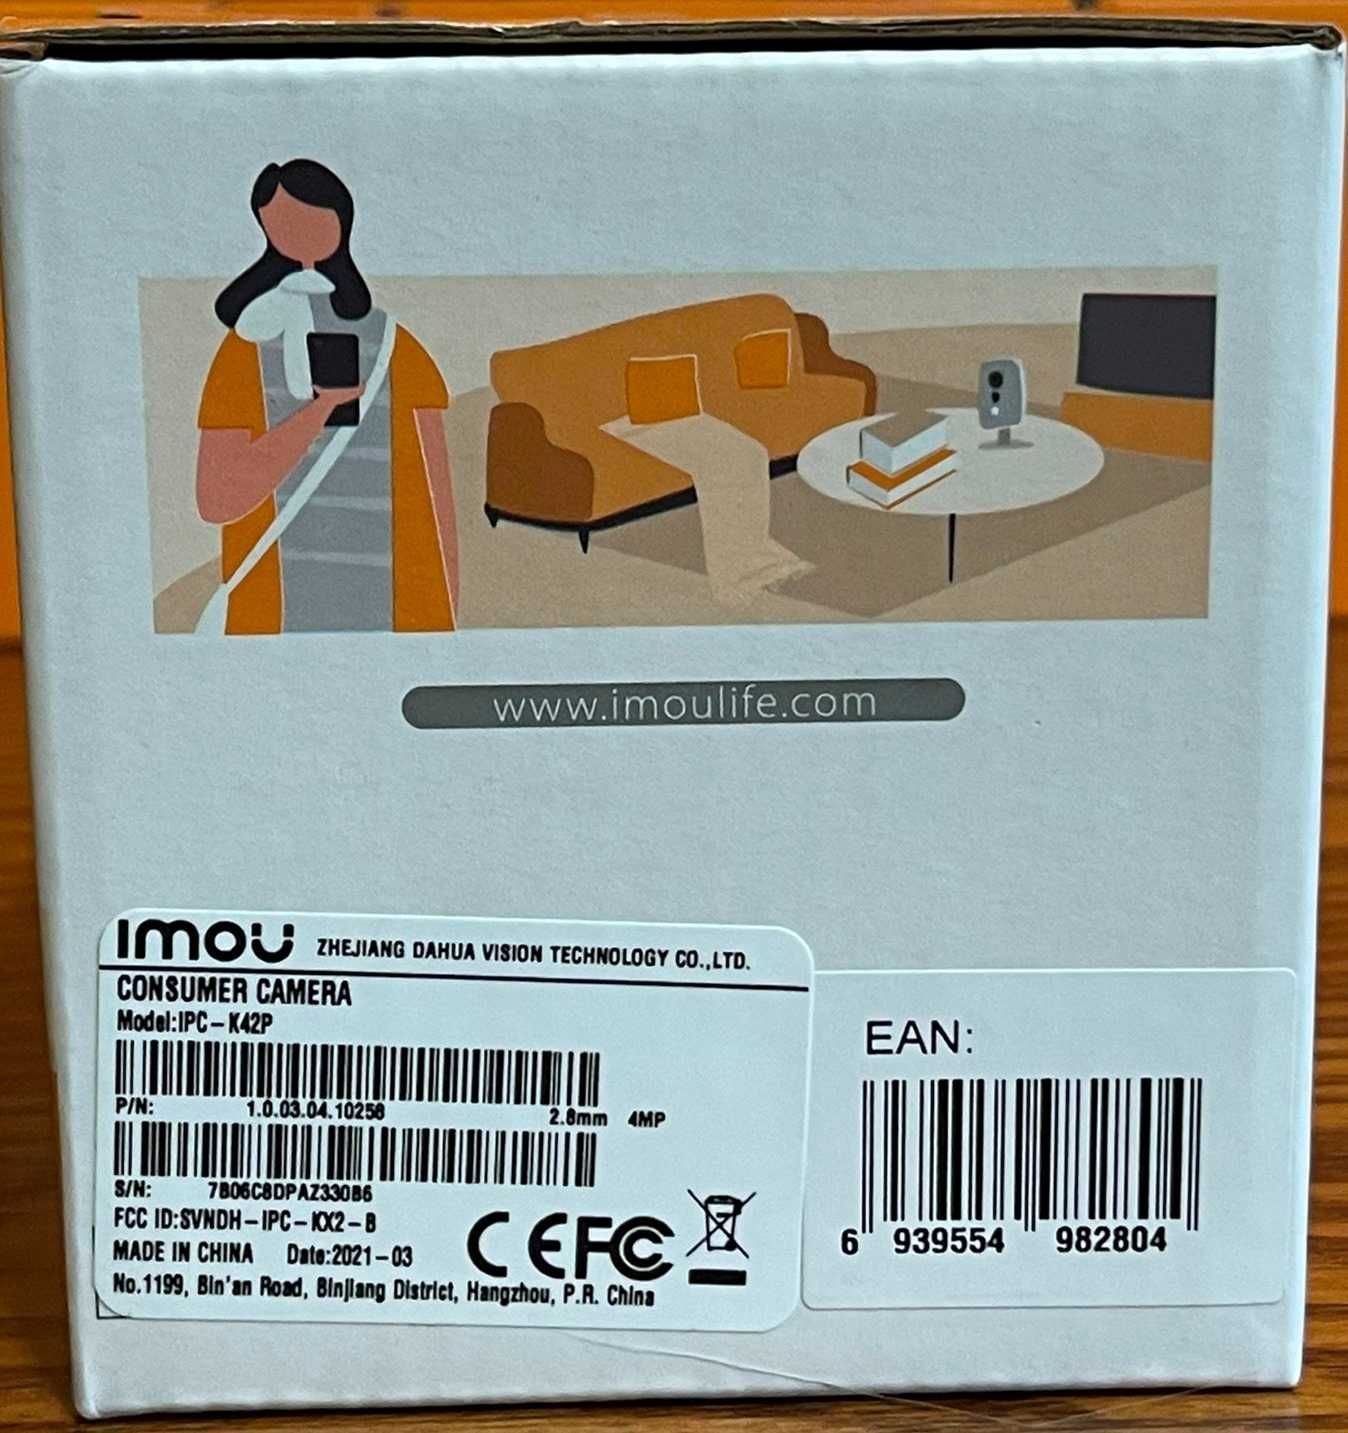 www.imoulife.com
imou ZHEJIANG DAHUA VISION TECHNOLOGY CO.,LTD.
CONSUMER CAMERA
Model:IPC-K42P
P/N: 1.0.03.04.10256 2.8mm 4MP
S/N: 7B06C8DPAZ330B6
FCC ID:SVNDH-IPC-KX2-B
MADE IN CHINA Date:2021-03
CE FC
No.1199, Bin'an Road, Binjiang District, Hangzhou, P.R. China
EAN:
6 939554 982804